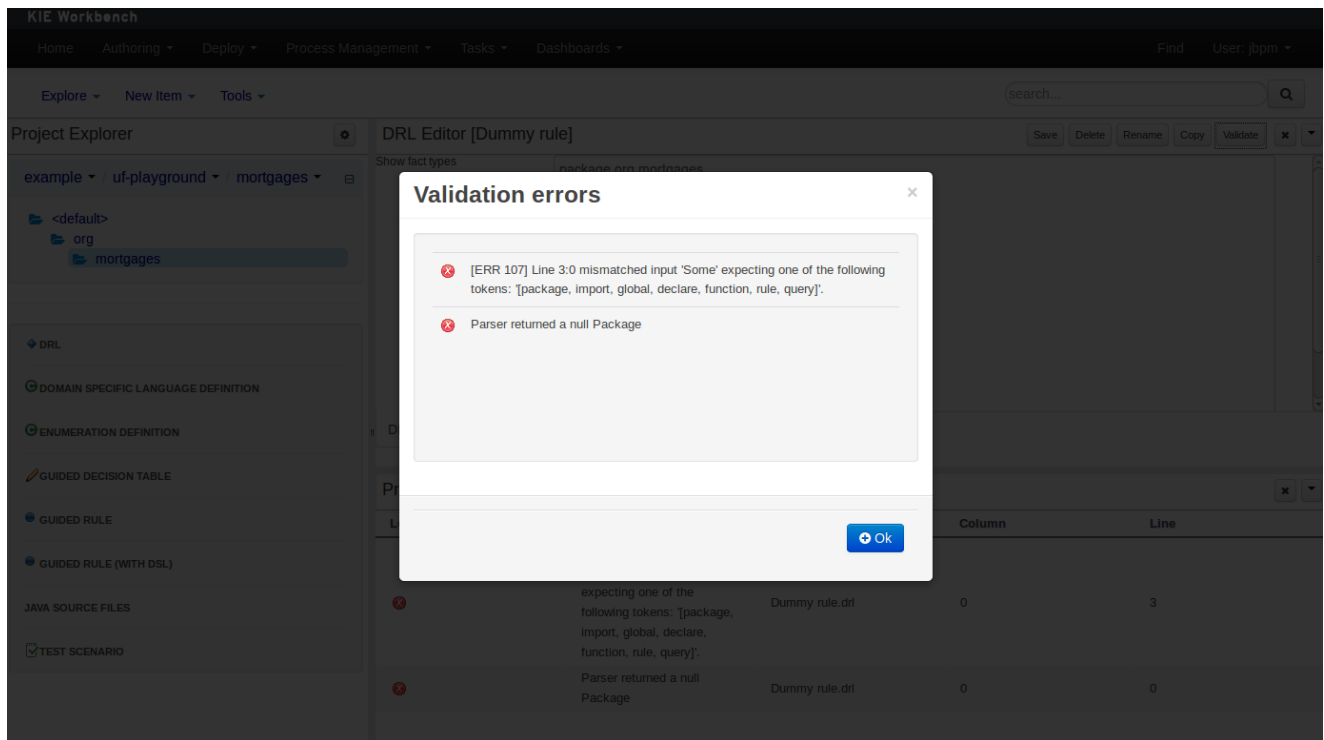 KIE Workbench
Home Authoring Deploy Process Management Tasks Dashboards Find User: jbpm
Explore New Item Tools search...
Project Explorer
DRL Editor [Dummy rule]
Save Delete Rename Copy Validate
example / uf-playground / mortgages
<default>
org
mortgages
Show fact types
package org.mortgages
Validation errors
[ERR 107] Line 3:0 mismatched input 'Some' expecting one of the following
tokens: '[package, import, global, declare, function, rule, query]'.
Parser returned a null Package
Ok
DRL
DOMAIN SPECIFIC LANGUAGE DEFINITION
ENUMERATION DEFINITION
GUIDED DECISION TABLE
GUIDED RULE
GUIDED RULE (WITH DSL)
JAVA SOURCE FILES
TEST SCENARIO
Column Line
expecting one of the
following tokens: '[package,
import, global, declare,
function, rule, query]'.
Dummy rule.drl 0 3
Parser returned a null
Package
Dummy rule.drl 0 0